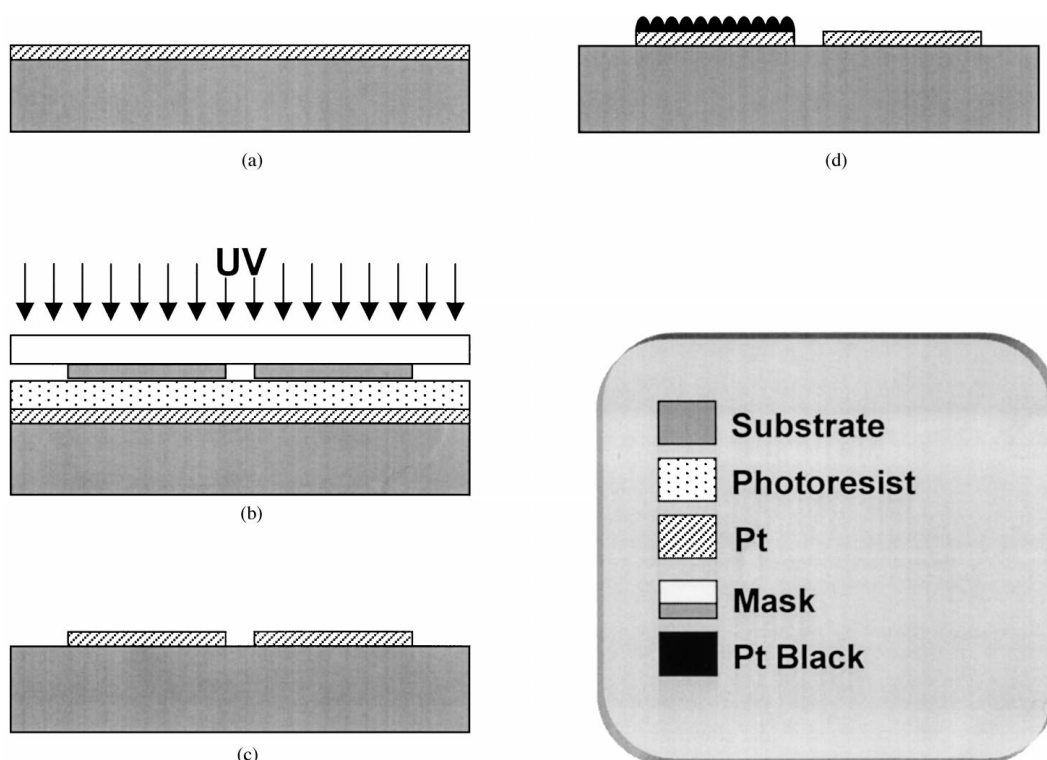 (a)
(d)
UV
(b)
(c)
Substrate
Photoresist
Pt
Mask
Pt Black